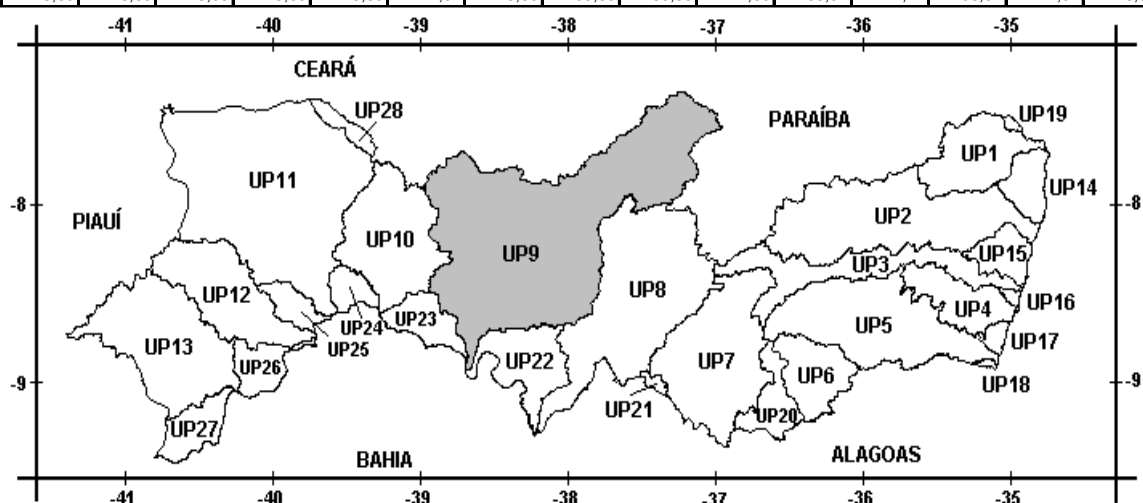 -41 -40 -39 -38 -37 -36 -35
CEARÁ
UP28
PARAÍBA
UP19
UP1
UP11
UP14
-8 -8
PIAUÍ
UP2
UP10
UP9
UP15
UP3
UP8
UP12
UP16
UP4
UP23
UP24
UP5
UP17
UP13
UP25
UP22
UP7
UP26
UP6
-9 -9
UP18
UP21
UP20
UP27
BAHIA
ALAGOAS
-41 -40 -39 -38 -37 -36 -35